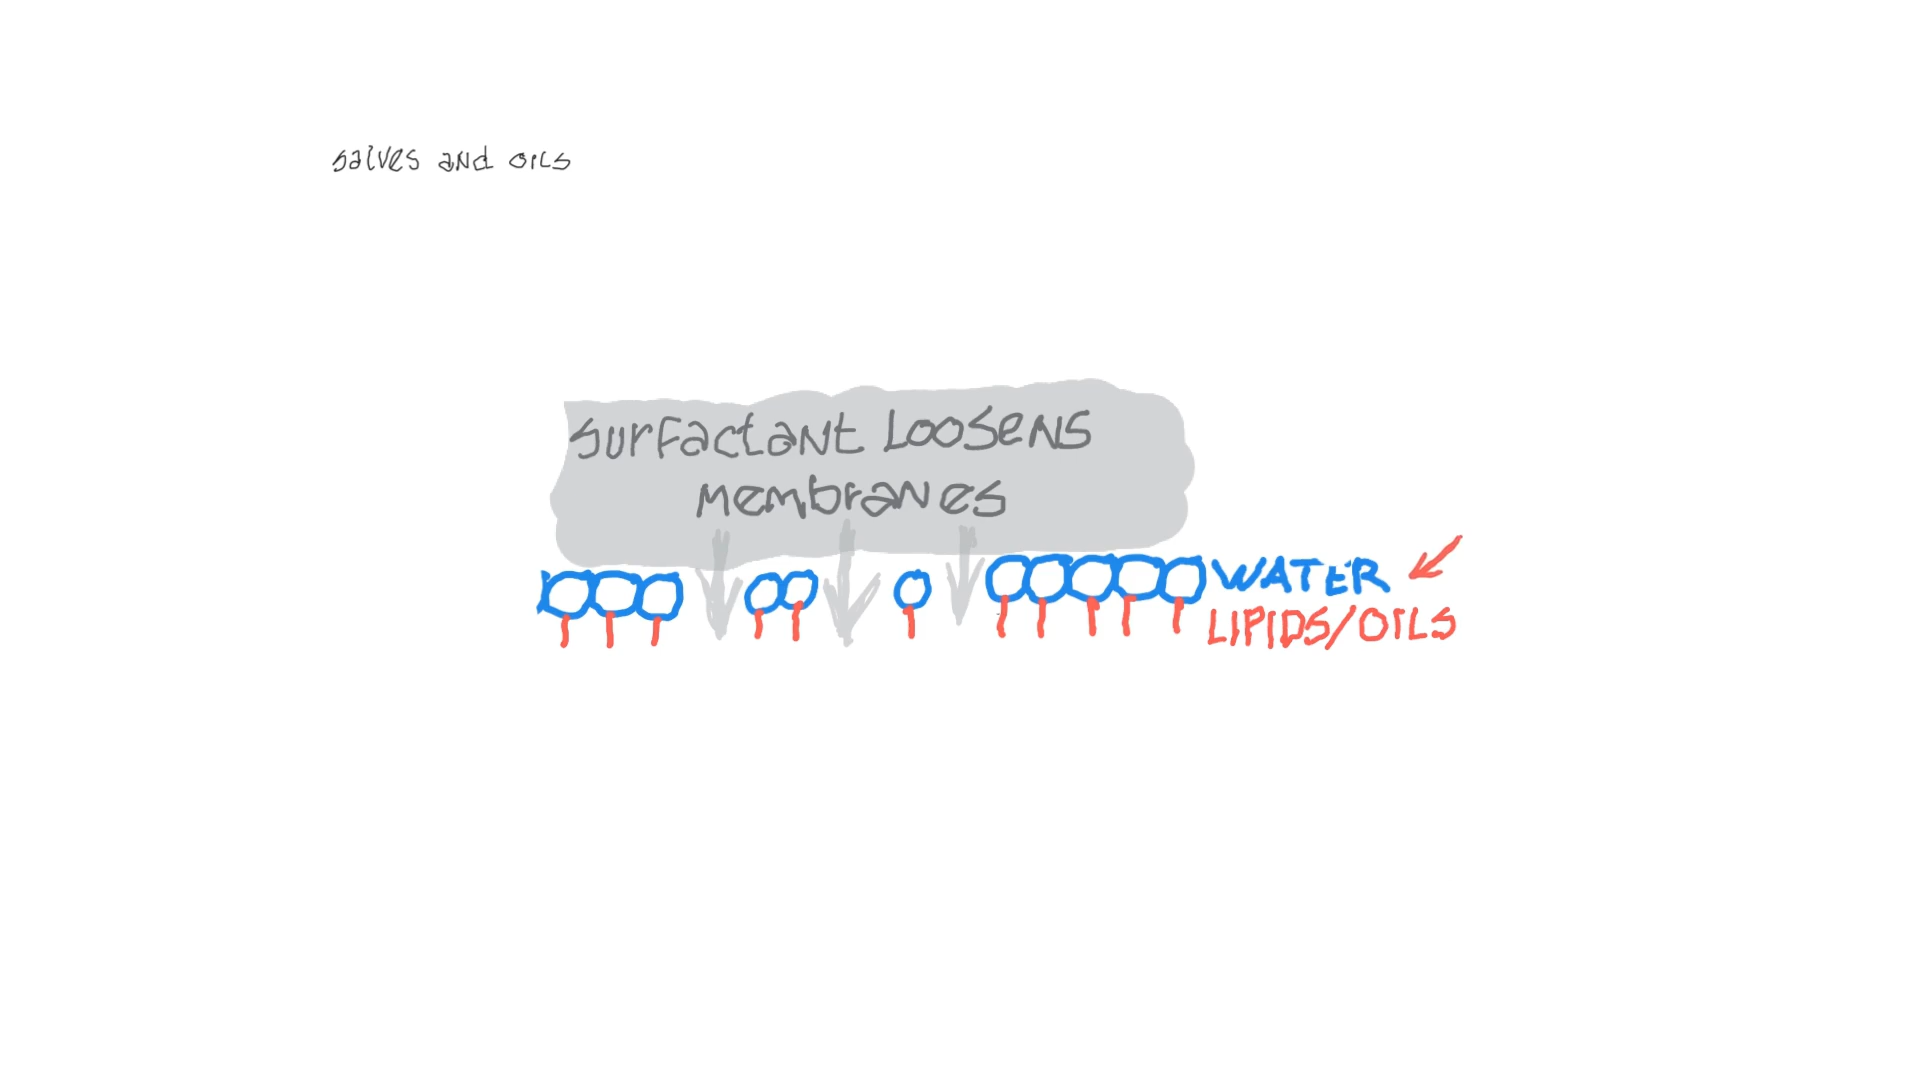 salves and oils
surfactant Loosens
membranes
WATER
LIPIDS/OILS